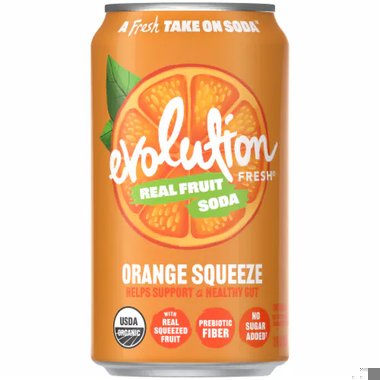 A Fresh TAKE ON SODA™
evolution
FRESH®
REAL FRUIT
SODA
ORANGE SQUEEZE
HELPS SUPPORT a HEALTHY GUT
USDA
ORGANIC
WITH
REAL
SQUEEZED
FRUIT
PREBIOTIC
FIBER
NO
SUGAR
ADDED